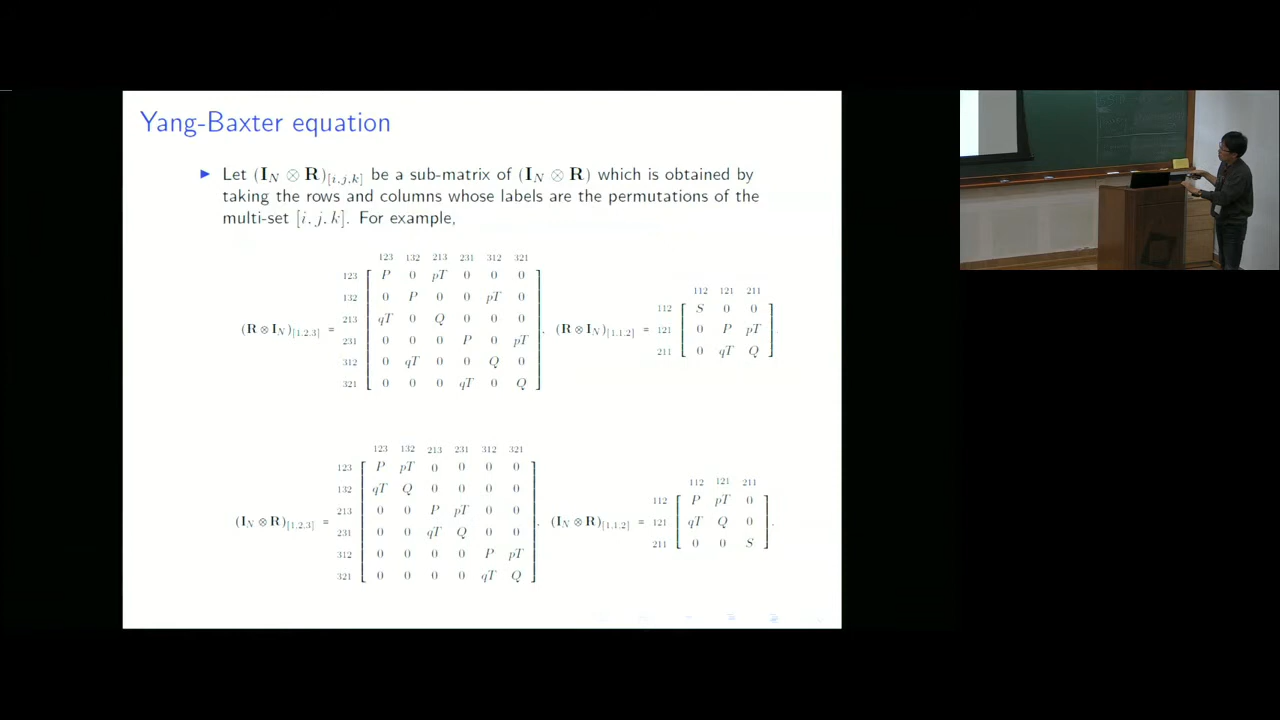 Yang-Baxter equation
▶ Let (I_N ⊗ R)_[i,j,k] be a sub-matrix of (I_N ⊗ R) which is obtained by
taking the rows and columns whose labels are the permutations of the
multi-set [i, j, k]. For example,
123 132 213 231 312 321
123 P 0 pT 0 0 0
132 0 P 0 0 pT 0
213 qT 0 Q 0 0 0
(R ⊗ I_N)_[1,2,3] =
231 0 0 0 P 0 pT
312 0 qT 0 0 Q 0
321 0 0 0 qT 0 Q
,
112 121 211
112 S 0 0
(R ⊗ I_N)_[1,1,2] = 121 0 P pT
211 0 qT Q
123 132 213 231 312 321
123 P pT 0 0 0 0
132 qT Q 0 0 0 0
213 0 0 P pT 0 0
(I_N ⊗ R)_[1,2,3] =
231 0 0 qT Q 0 0
312 0 0 0 0 P pT
321 0 0 0 0 qT Q
,
112 121 211
112 P pT 0
(I_N ⊗ R)_[1,1,2] = 121 qT Q 0
211 0 0 S
.